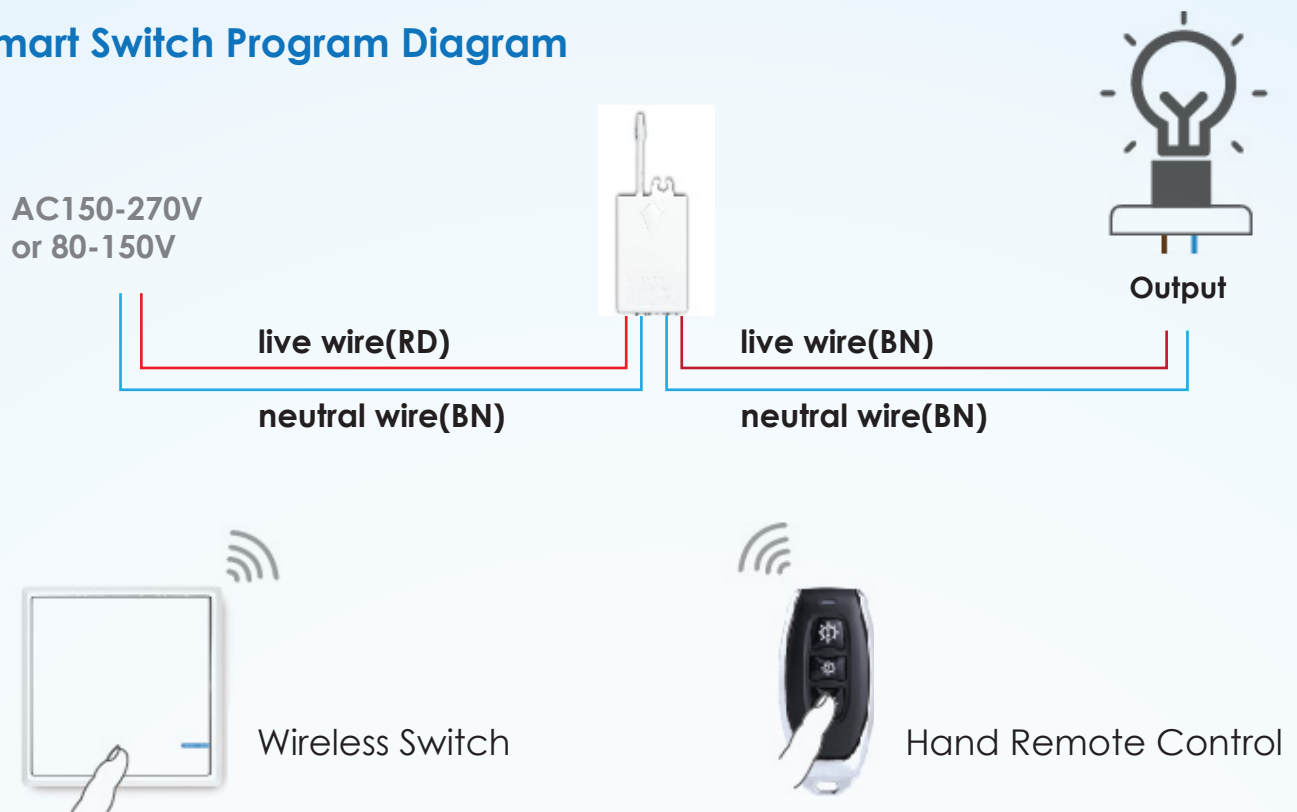 mart Switch Program Diagram
AC150-270V
or 80-150V
Output
live wire(RD)
live wire(BN)
neutral wire(BN)
neutral wire(BN)
Wireless Switch
Hand Remote Control